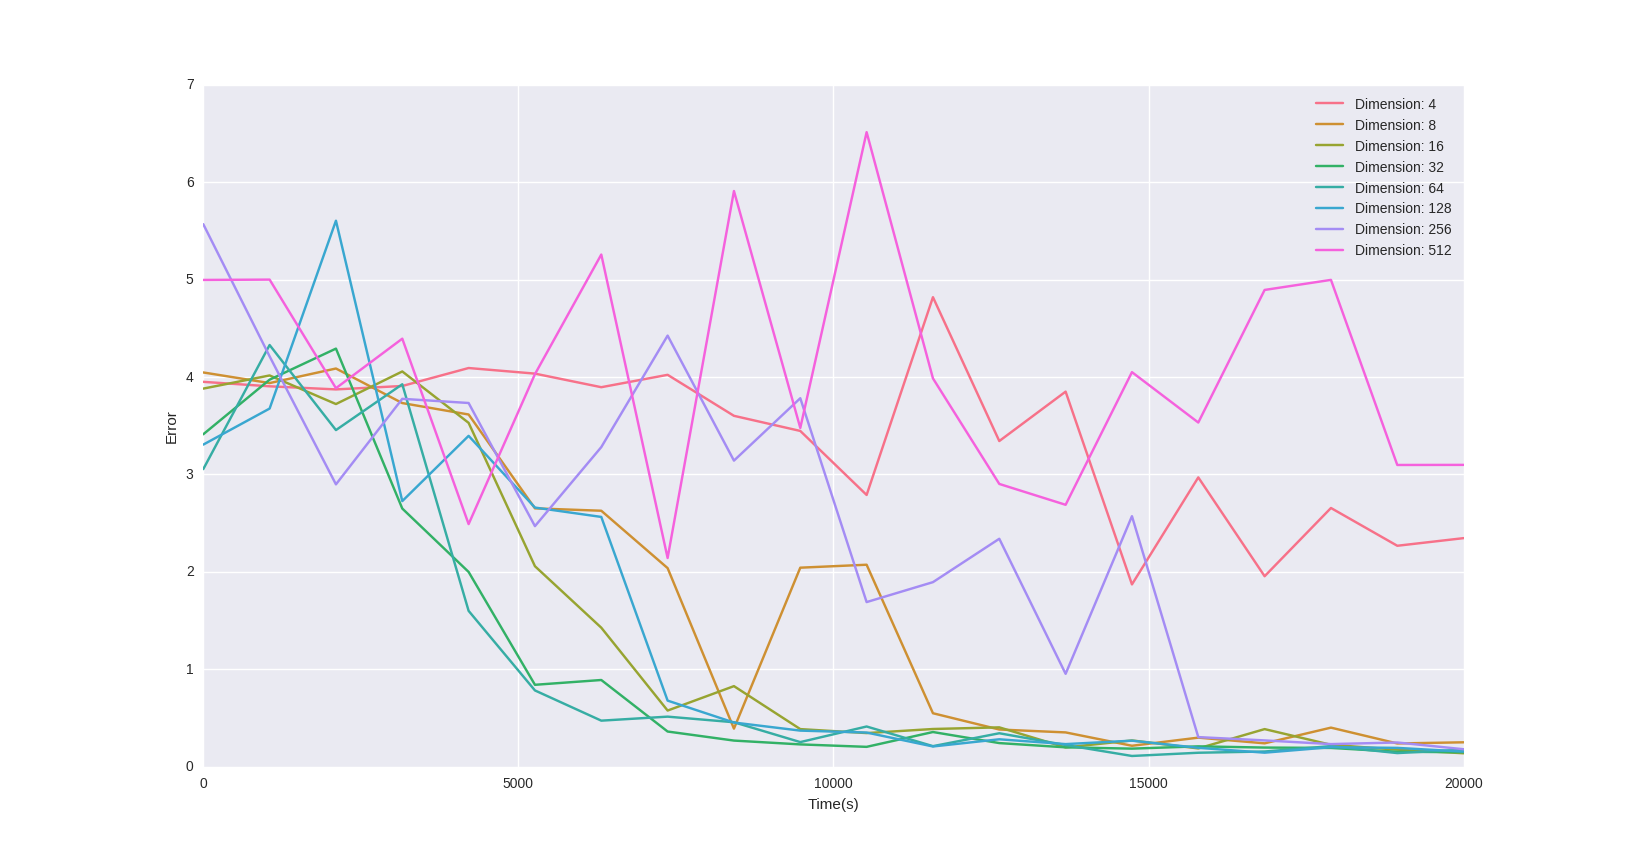 7
6
5
4
3
2
1
0
Error
0 5000 10000 15000 20000
Time(s)
Dimension: 4
Dimension: 8
Dimension: 16
Dimension: 32
Dimension: 64
Dimension: 128
Dimension: 256
Dimension: 512